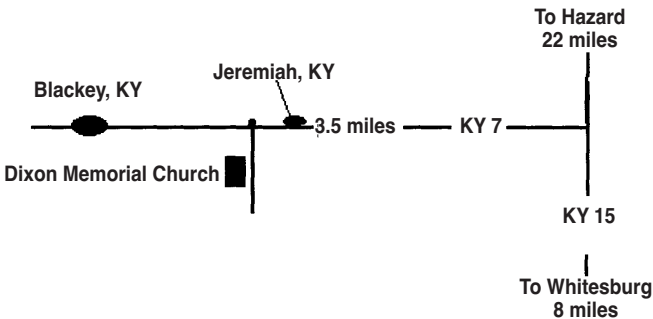 To Hazard
22 miles
Jeremiah, KY
Blackey, KY
3.5 miles
KY 7
Dixon Memorial Church
KY 15
To Whitesburg
8 miles